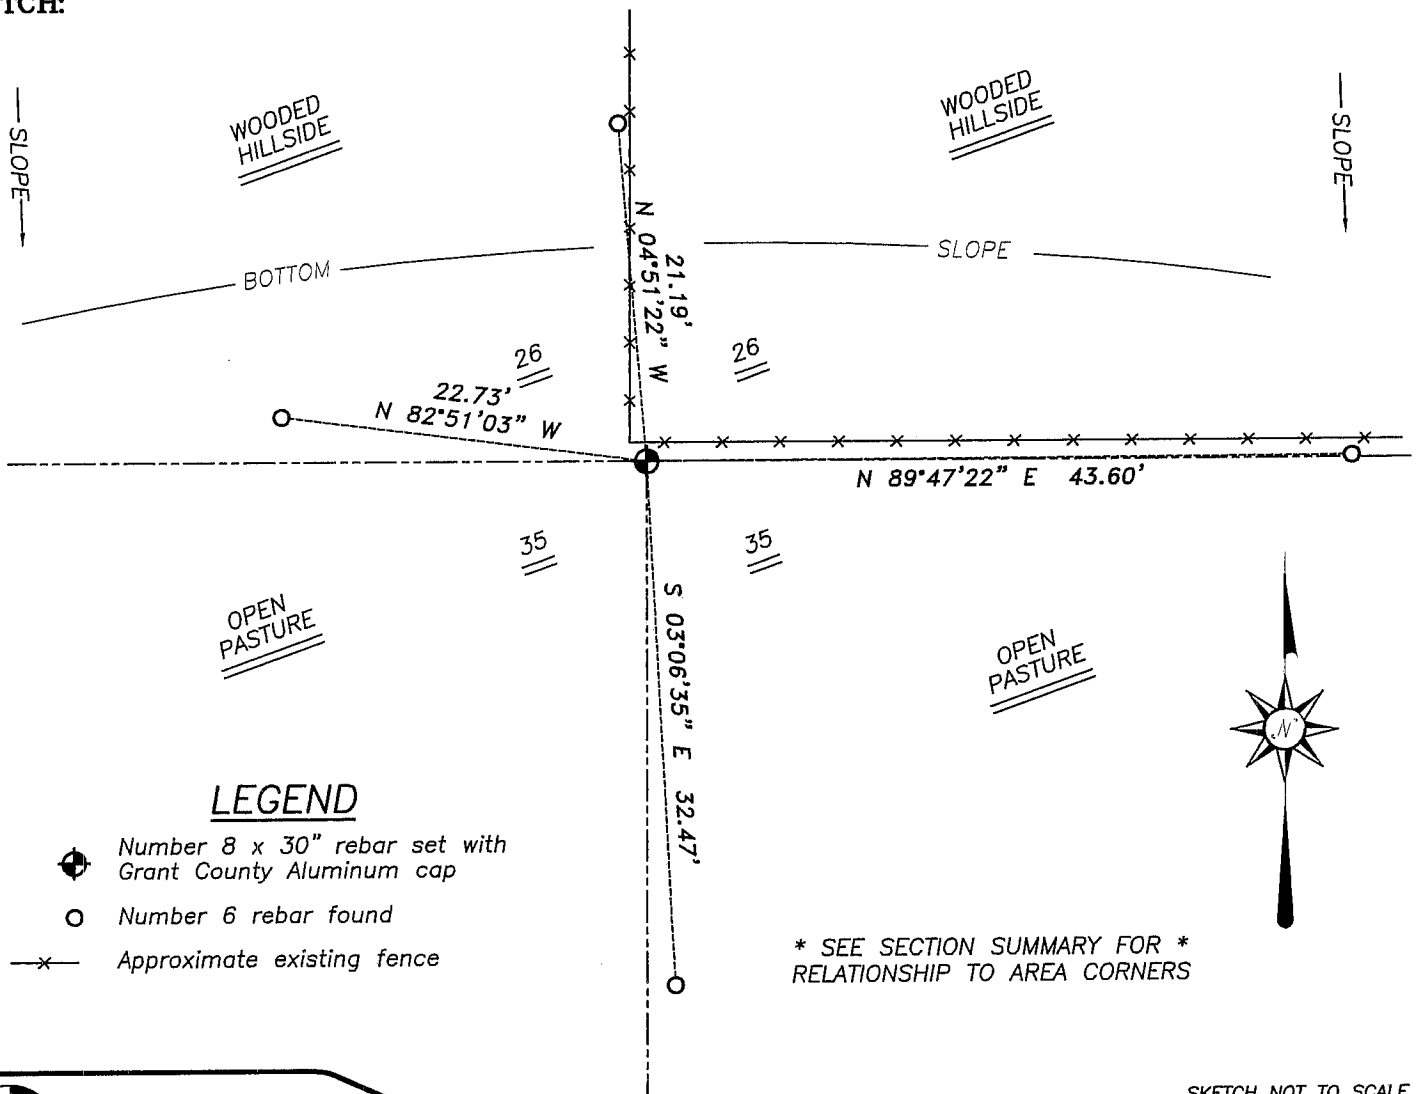 TCH:
WOODED
HILLSIDE
WOODED
HILLSIDE
SLOPE
SLOPE
N 04°51'22" W
21.19'
BOTTOM
SLOPE
26
26
22.73'
N 82°51'03" W
N 89°47'22" E 43.60'
35
35
S 03°06'35" E 32.47'
OPEN
PASTURE
OPEN
PASTURE
N
LEGEND
Number 8 x 30" rebar set with
Grant County Aluminum cap
Number 6 rebar found
Approximate existing fence
* SEE SECTION SUMMARY FOR *
RELATIONSHIP TO AREA CORNERS
SKETCH NOT TO SCALE